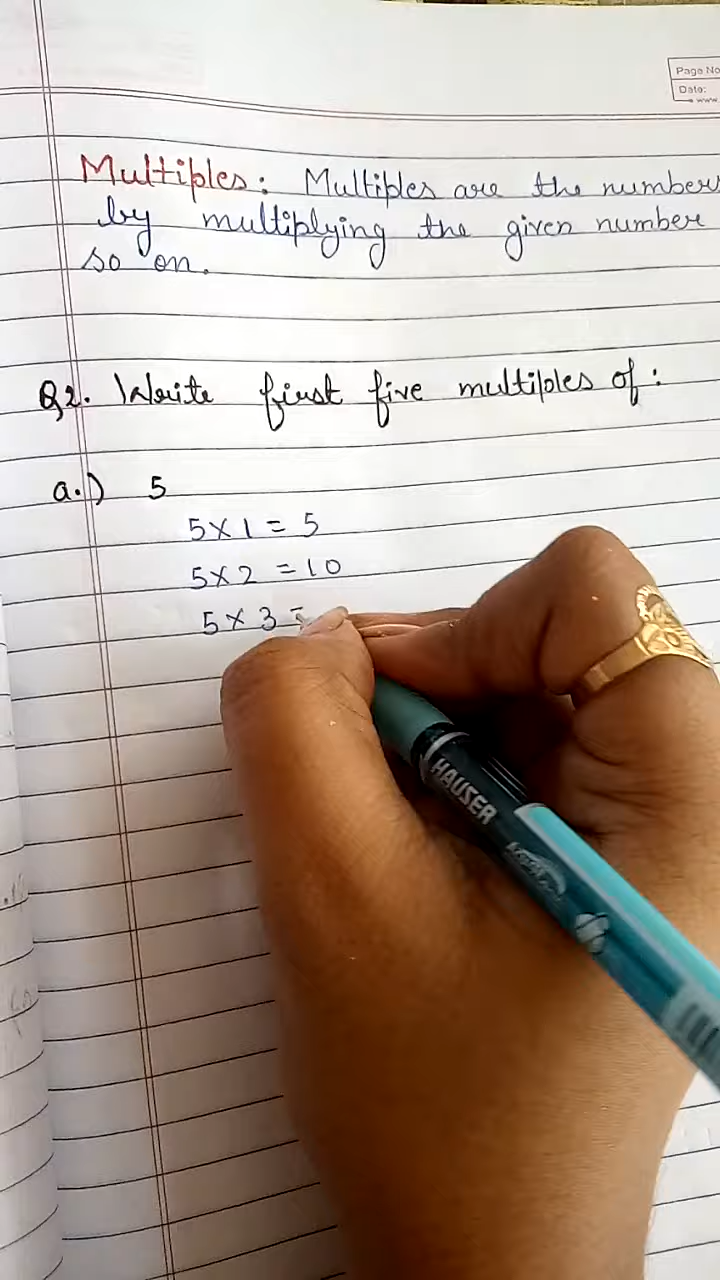 Page No
Date:
www.
Multiples: Multiples are the numbers
by multiplying the given number
so on.
Q2. Write first five multiples of:
a.) 5
5 × 1 = 5
5 × 2 = 10
5 × 3 =
HAUSER